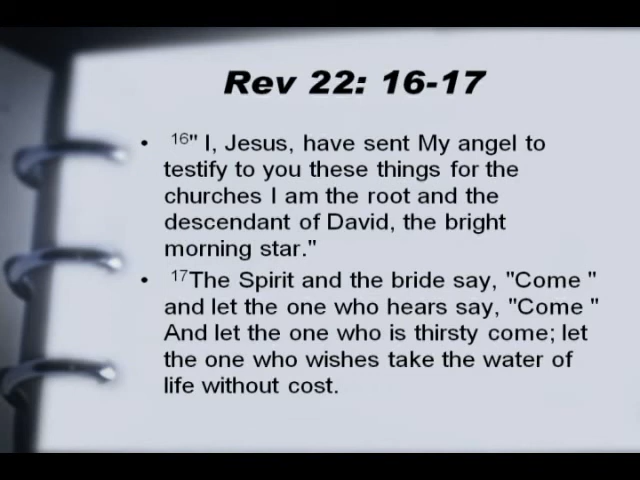 Rev 22: 16-17
• 16" I, Jesus, have sent My angel to
testify to you these things for the
churches I am the root and the
descendant of David, the bright
morning star."
• 17The Spirit and the bride say, "Come "
and let the one who hears say, "Come "
And let the one who is thirsty come; let
the one who wishes take the water of
life without cost.